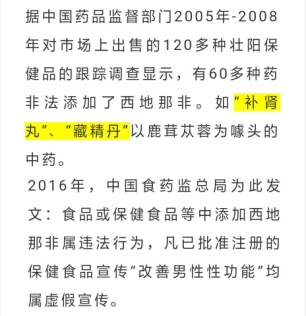 据中国药品监督部门2005年-2008
年对市场上出售的120多种壮阳保
健品的跟踪调查显示，有60多种药
非法添加了西地那非。如“补肾
丸”、“藏精丹”以鹿茸苁蓉为噱头的
中药。
2016年，中国食药监总局为此发
文：食品或保健食品等中添加西地
那非属违法行为，凡已批准注册的
保健食品宣传“改善男性性功能”均
属虚假宣传。